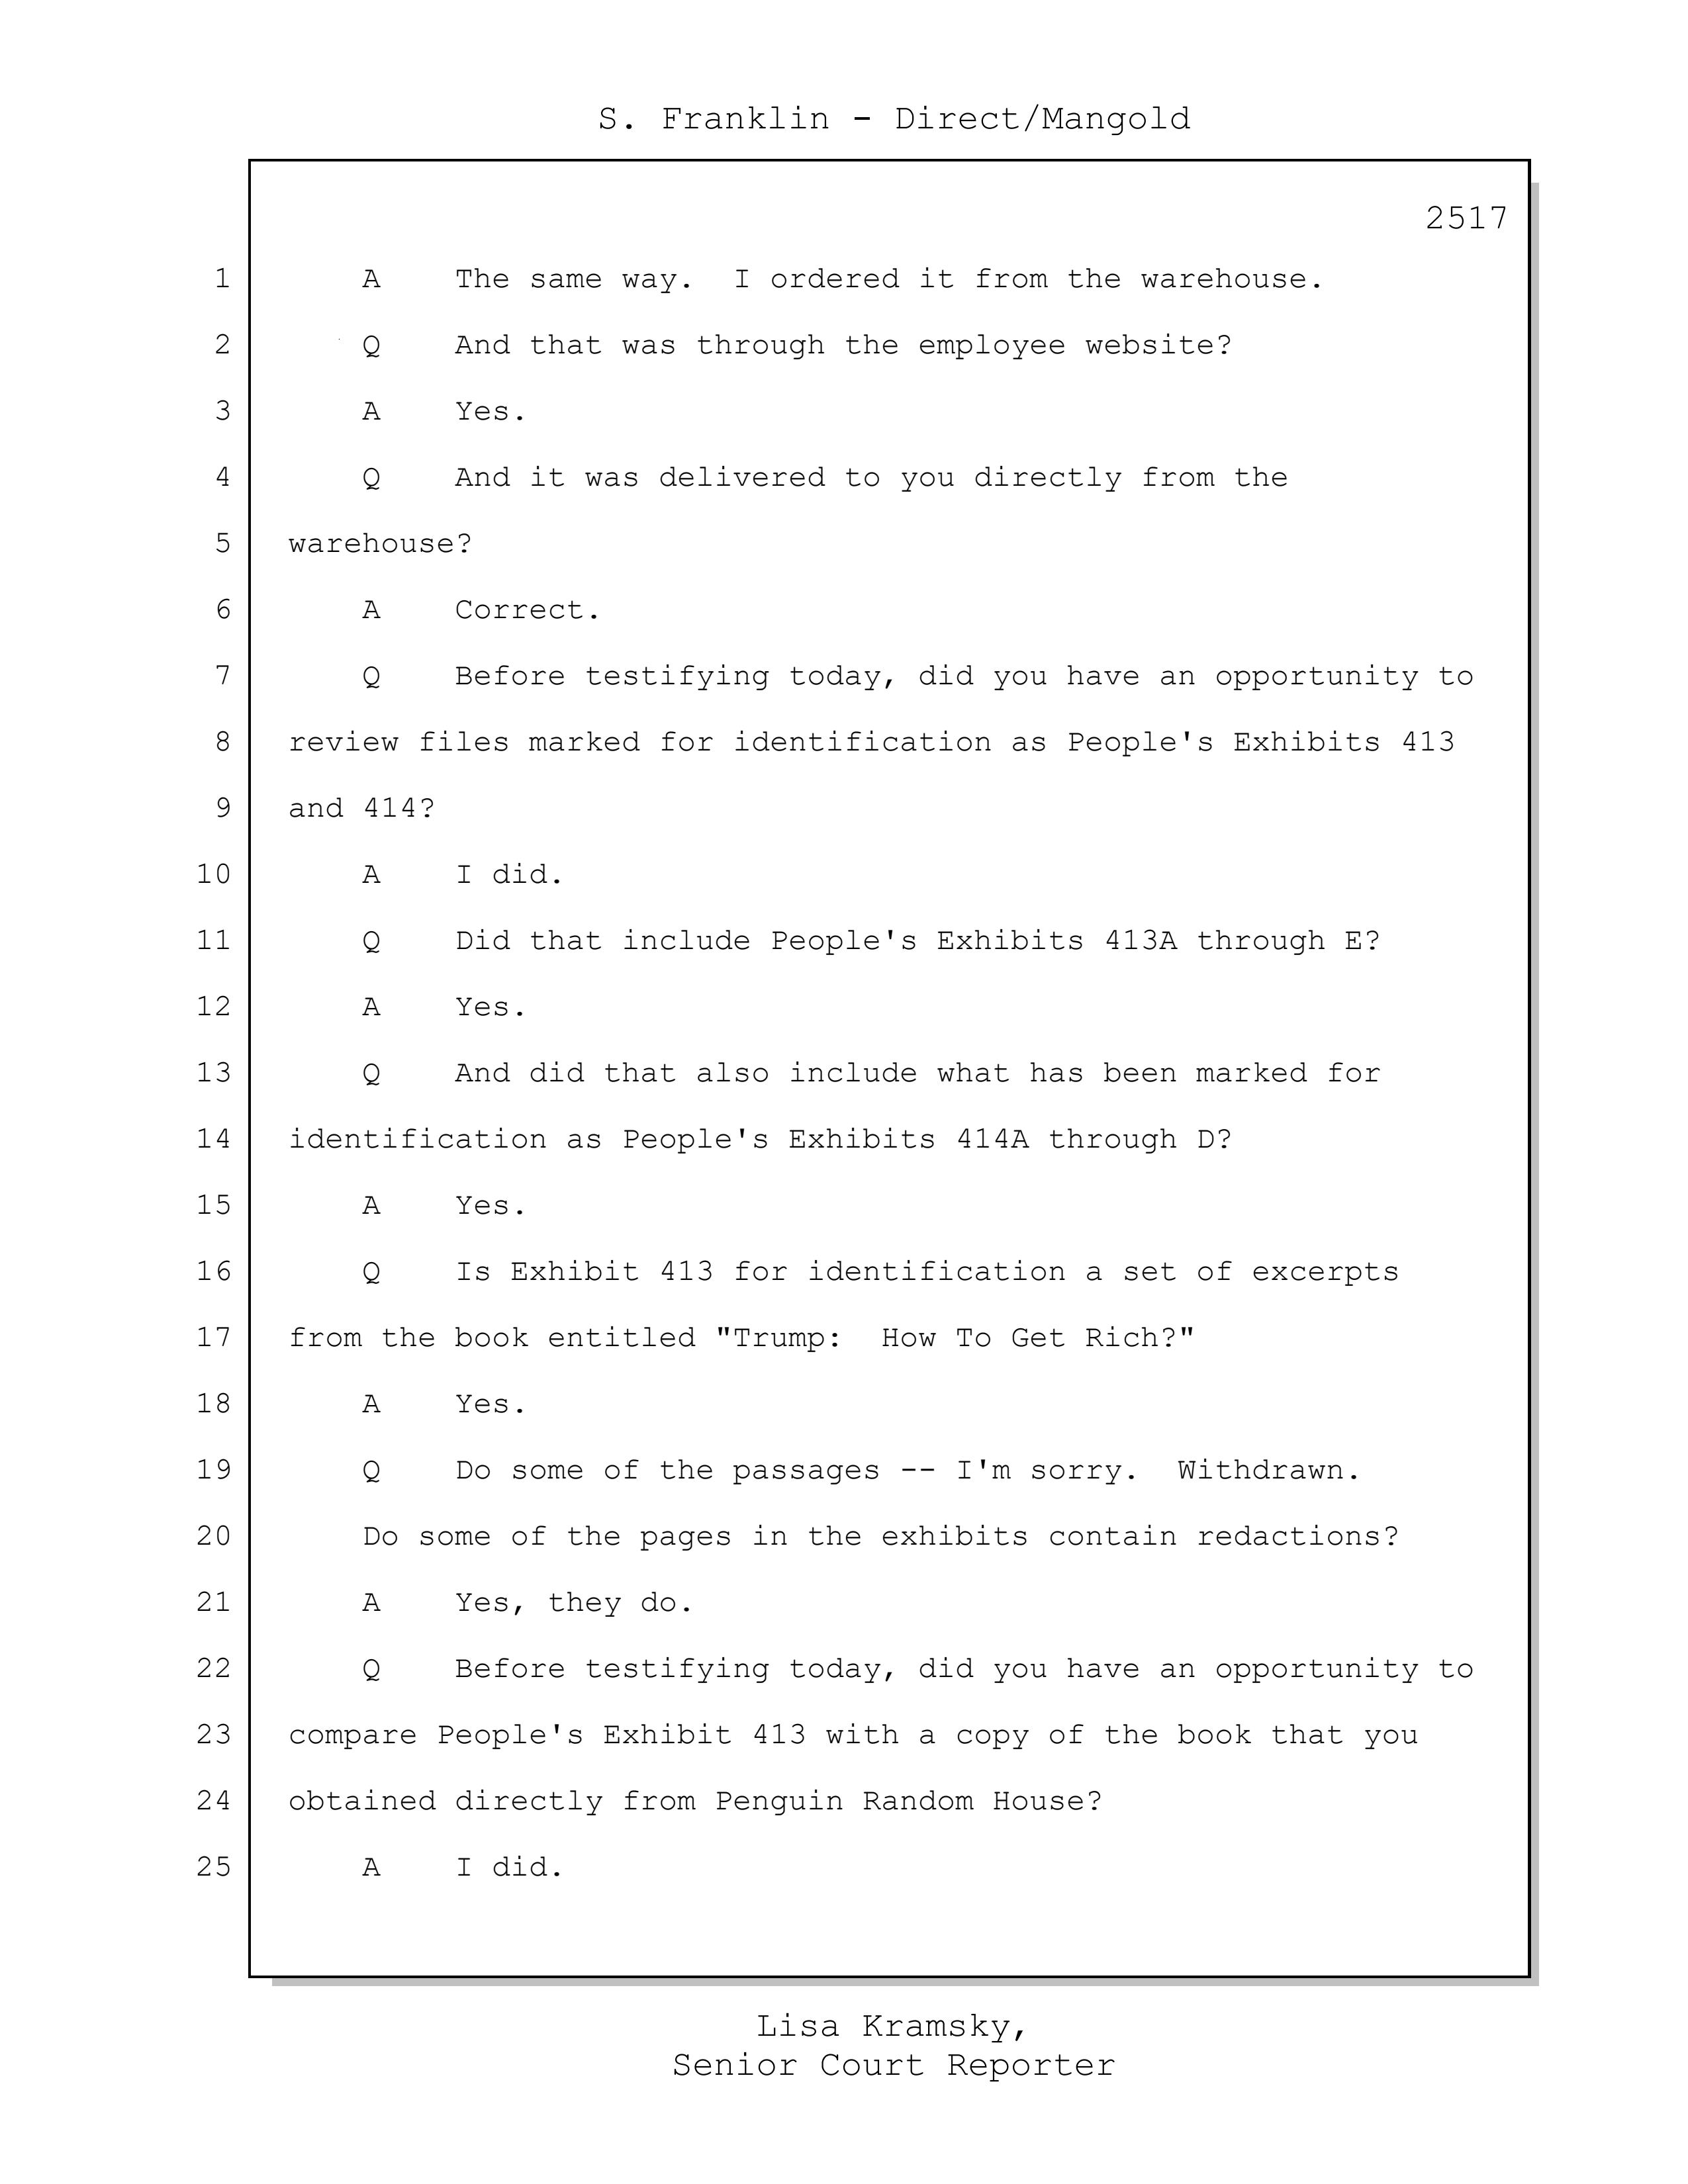 S. Franklin - Direct/Mangold
2517
1 A The same way.  I ordered it from the warehouse.
2 Q And that was through the employee website?
3 A Yes.
4 Q And it was delivered to you directly from the
5 warehouse?
6 A Correct.
7 Q Before testifying today, did you have an opportunity to
8 review files marked for identification as People's Exhibits 413
9 and 414?
10 A I did.
11 Q Did that include People's Exhibits 413A through E?
12 A Yes.
13 Q And did that also include what has been marked for
14 identification as People's Exhibits 414A through D?
15 A Yes.
16 Q Is Exhibit 413 for identification a set of excerpts
17 from the book entitled "Trump:  How To Get Rich?"
18 A Yes.
19 Q Do some of the passages -- I'm sorry.  Withdrawn.
20 Do some of the pages in the exhibits contain redactions?
21 A Yes, they do.
22 Q Before testifying today, did you have an opportunity to
23 compare People's Exhibit 413 with a copy of the book that you
24 obtained directly from Penguin Random House?
25 A I did.
Lisa Kramsky,
Senior Court Reporter